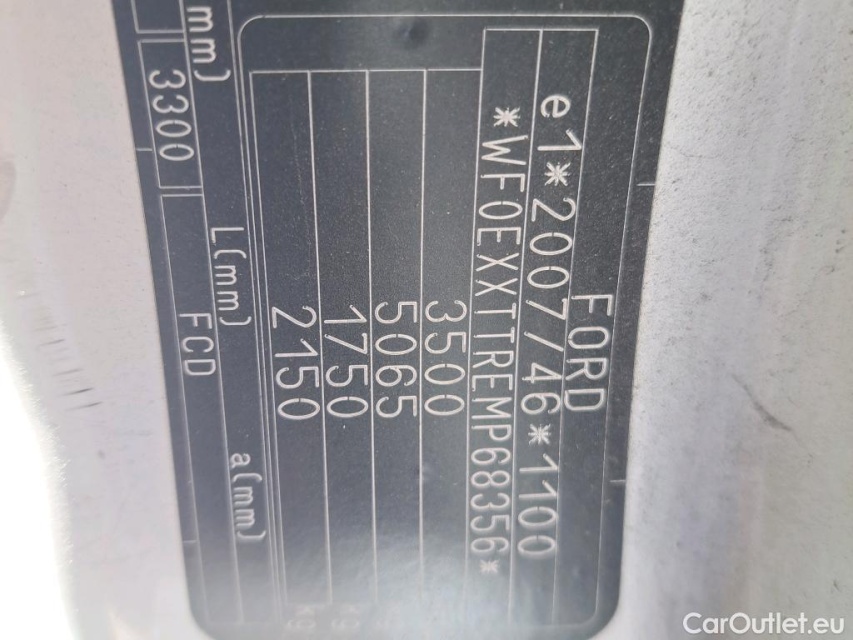 FORD
e1*2007/46*1100
*WF0EXXTTREMP68356*
3500
5065
1750
2150
mm) L(mm) a(mm)
3300 FCD
CarOutlet.eu